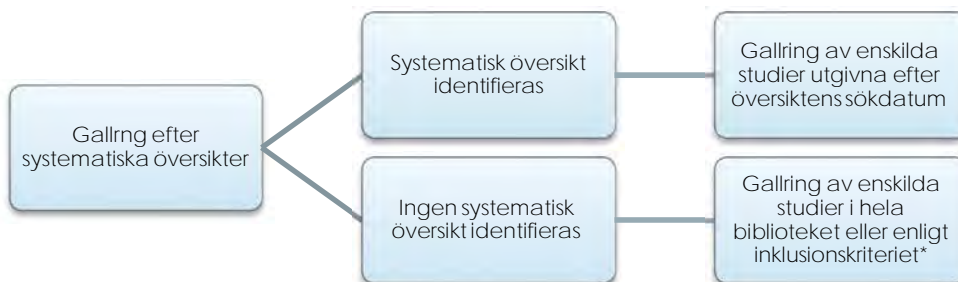 Gallrng efter
systematiska översikter
Systematisk översikt
identifieras
Gallring av enskilda
studier utgivna efter
översiktens sökdatum
Ingen systematisk
översikt identifieras
Gallring av enskilda
studier i hela
biblioteket eller enligt
inklusionskriteriet*